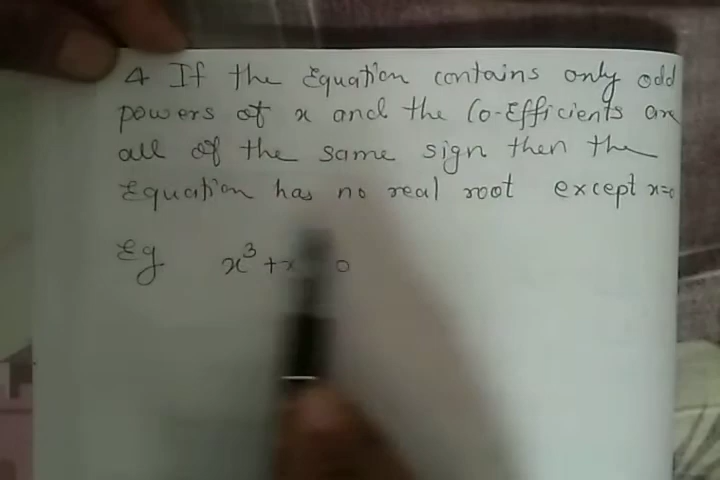 4 If the Equation contains only odd
powers of x and the Co-Efficients are
all of the same sign then the
Equation has no real root except x=0
Eg x³+x 0